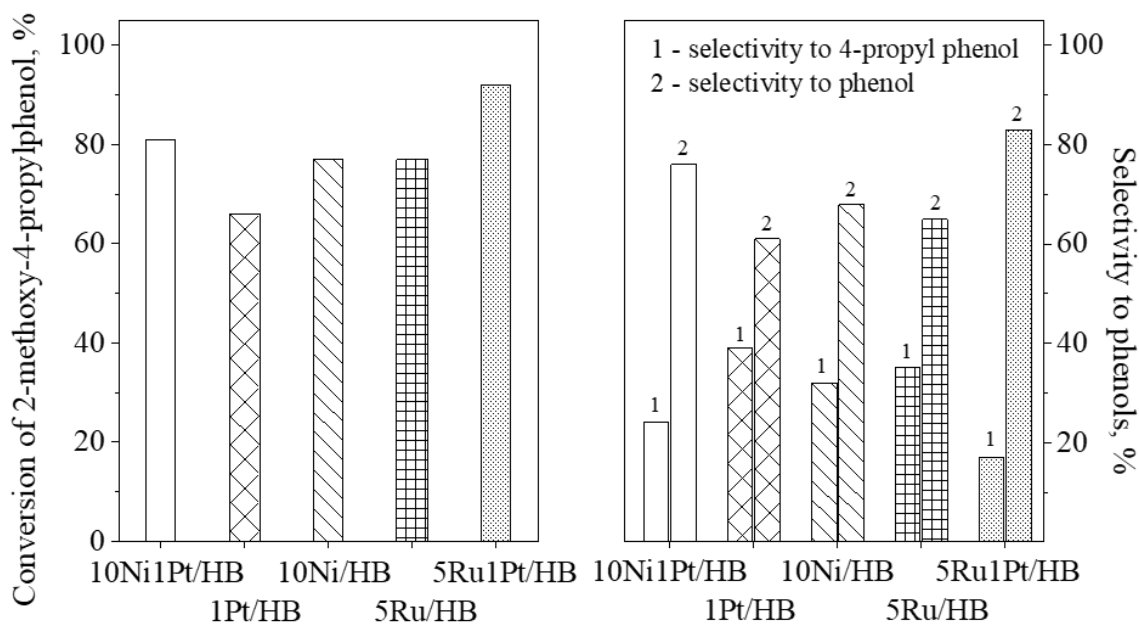 Conversion of 2-methoxy-4-propylphenol, %
100
80
60
40
20
0
10Ni1Pt/HB
10Ni/HB
5Ru1Pt/HB
1Pt/HB
5Ru/HB
1 - selectivity to 4-propyl phenol
2 - selectivity to phenol
1
2
1
2
1
2
1
2
1
2
100
80
60
40
20
Selectivity to phenols, %
10Ni1Pt/HB
10Ni/HB
5Ru1Pt/HB
1Pt/HB
5Ru/HB